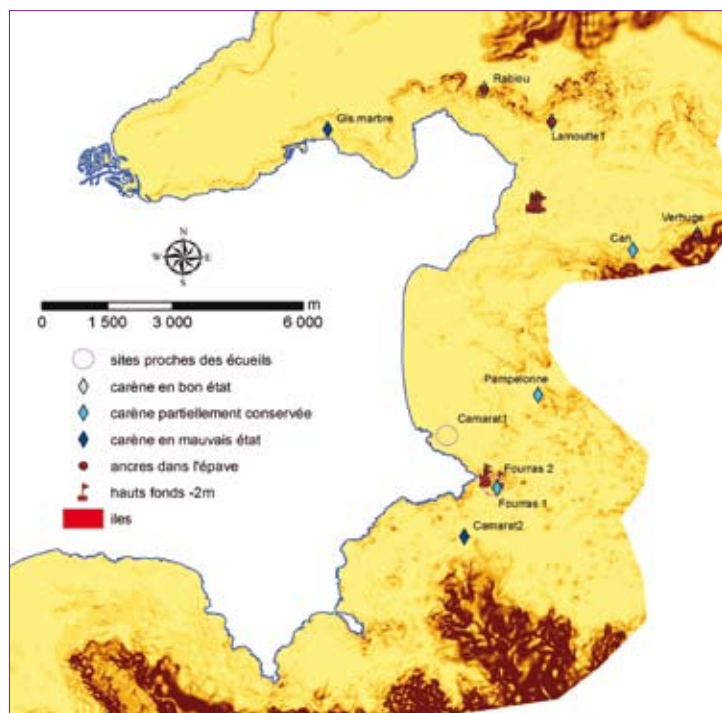 Rabiou
Gis.marbre
Lamoutte1
Verhuge
Can
N
W
E
S
m
0 1 500 3 000 6 000
Pampelonne
sites proches des écueils
carène en bon état
carène partiellement conservée
Camarat1
carène en mauvais état
ancres dans l'épave
Fourras 2
hauts fonds -2m
Fourras 1
iles
Camarat2